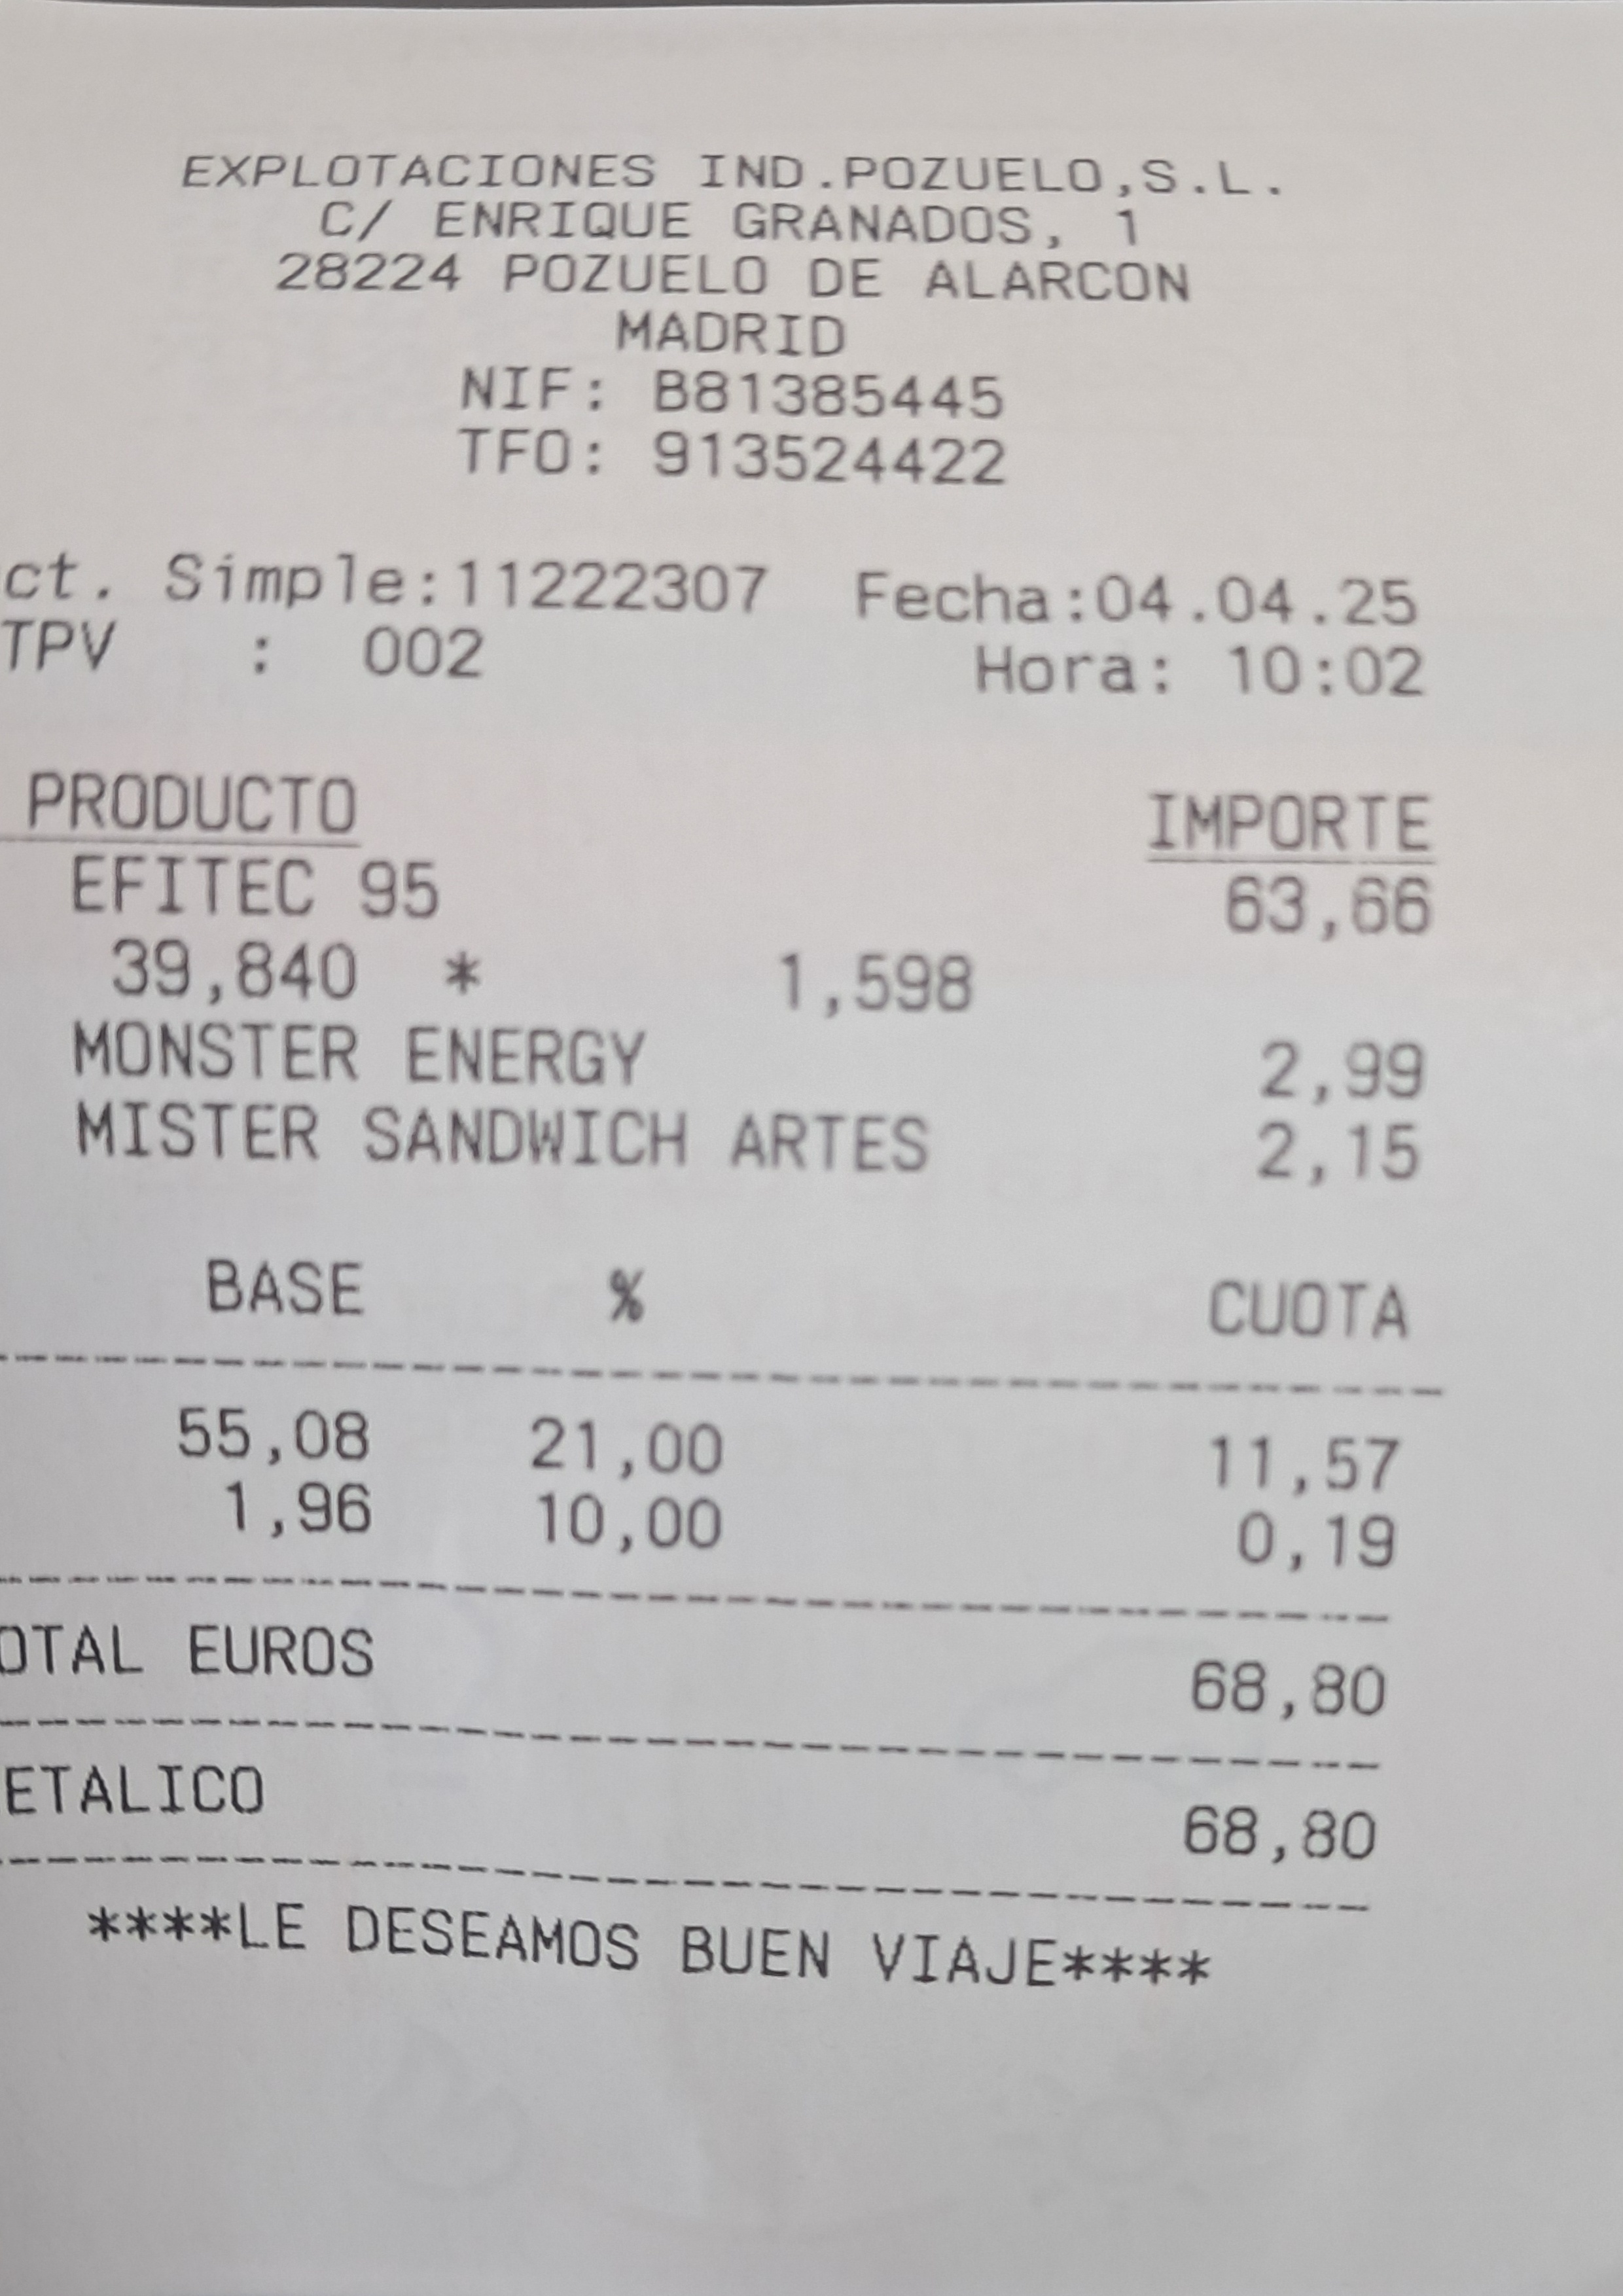 EXPLOTACIONES IND.POZUELO,S.L.
C/ ENRIQUE GRANADOS, 1
28224 POZUELO DE ALARCON
MADRID
NIF: B81385445
TFO: 913524422
ct. Simple:11222307 Fecha:04.04.25
TPV : 002 Hora: 10:02
PRODUCTO IMPORTE
EFITEC 95 63,66
39,840 * 1,598
MONSTER ENERGY 2,99
MISTER SANDWICH ARTES 2,15
BASE % CUOTA
55,08 21,00 11,57
1,96 10,00 0,19
OTAL EUROS 68,80
ETALICO 68,80
****LE DESEAMOS BUEN VIAJE****